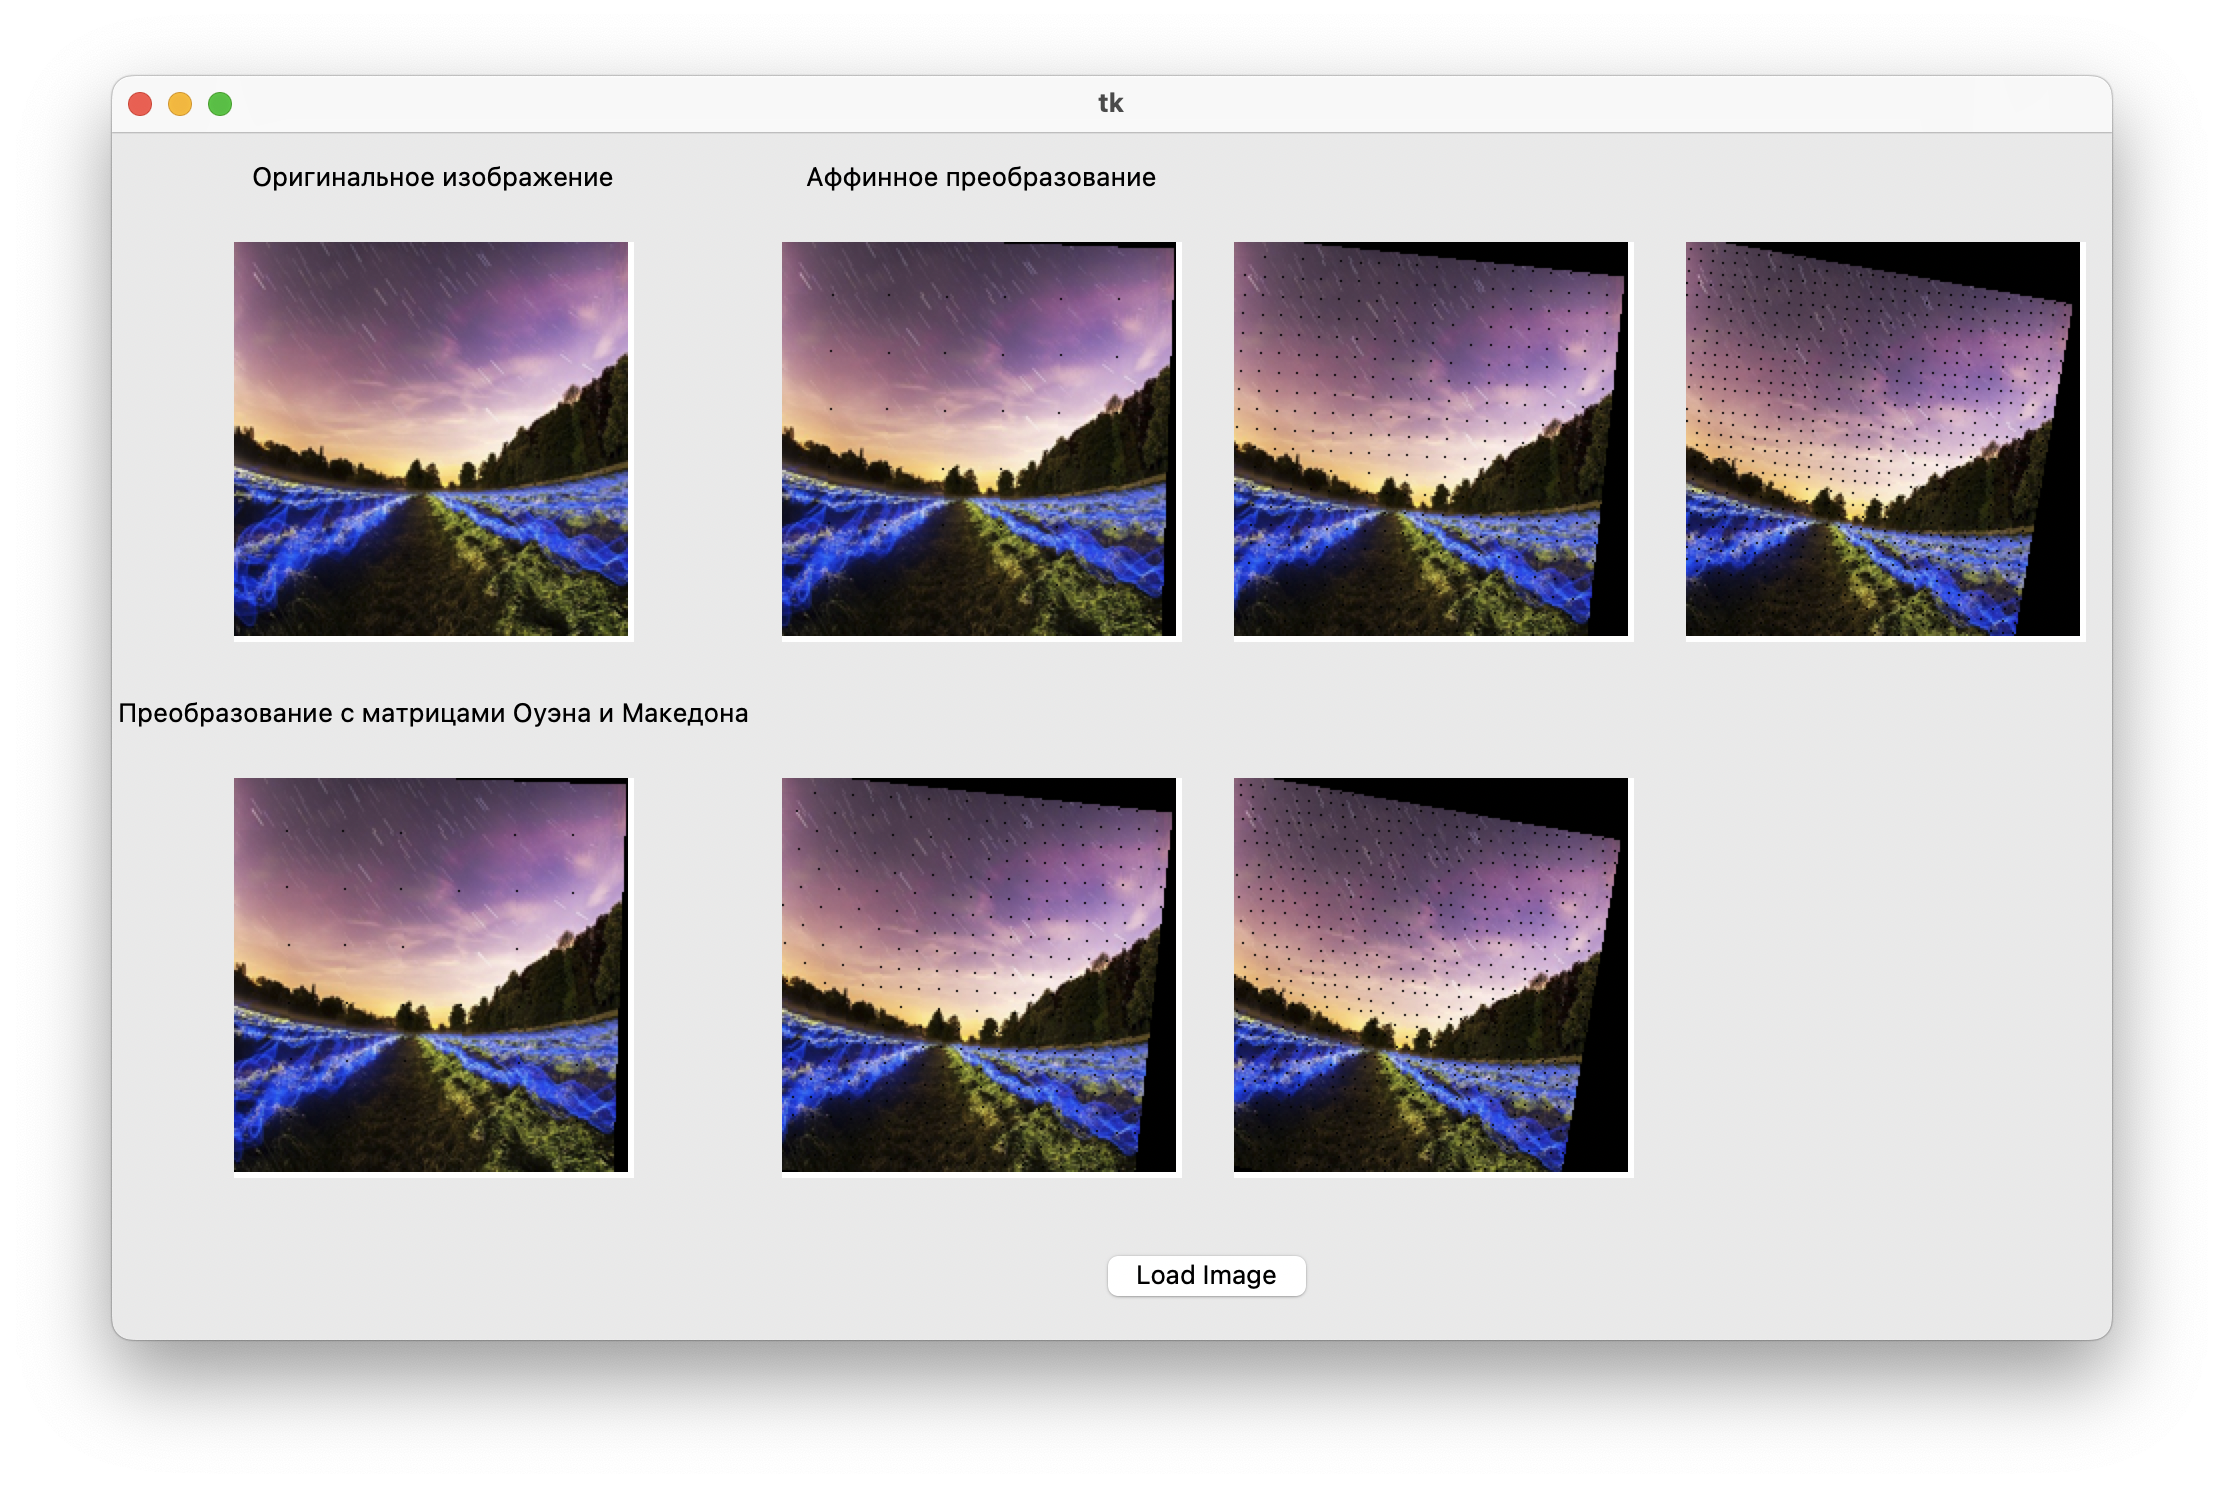 tk
Оригинальное изображение
Аффинное преобразование
Преобразование с матрицами Оуэна и Македона
Load Image